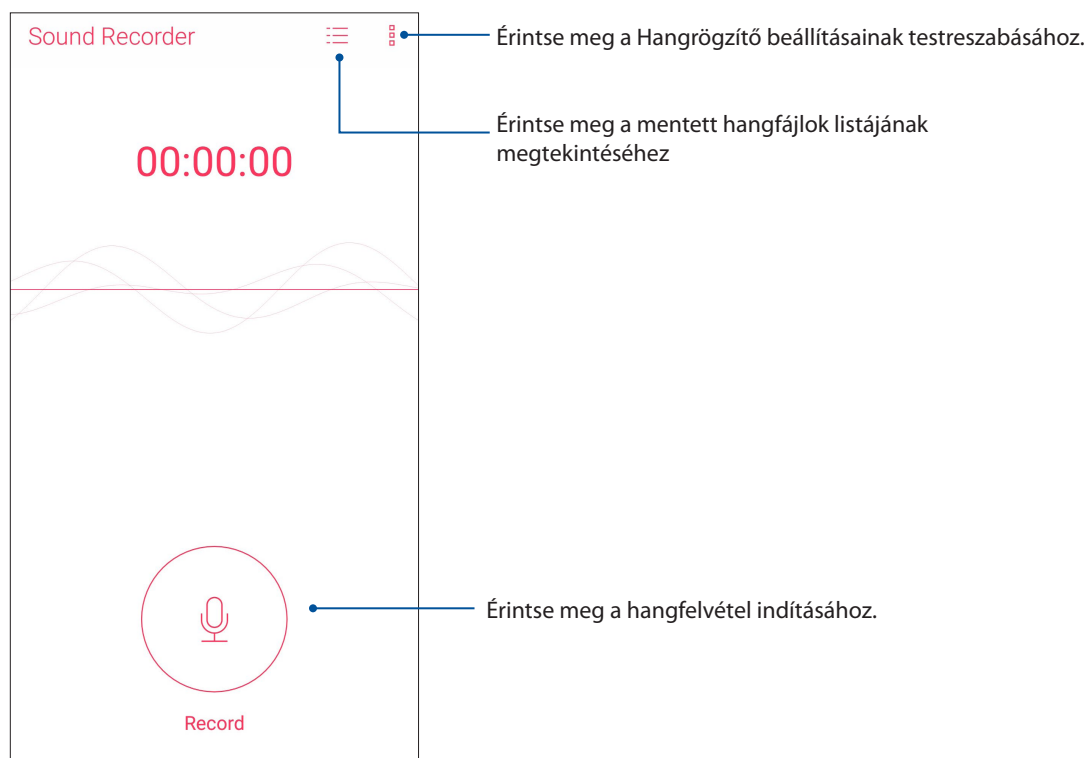 Sound Recorder
Érintse meg a Hangrögzítő beállításainak testreszabásához.
Érintse meg a mentett hangfájlok listájának
megtekintéséhez
00:00:00
Érintse meg a hangfelvétel indításához.
Record